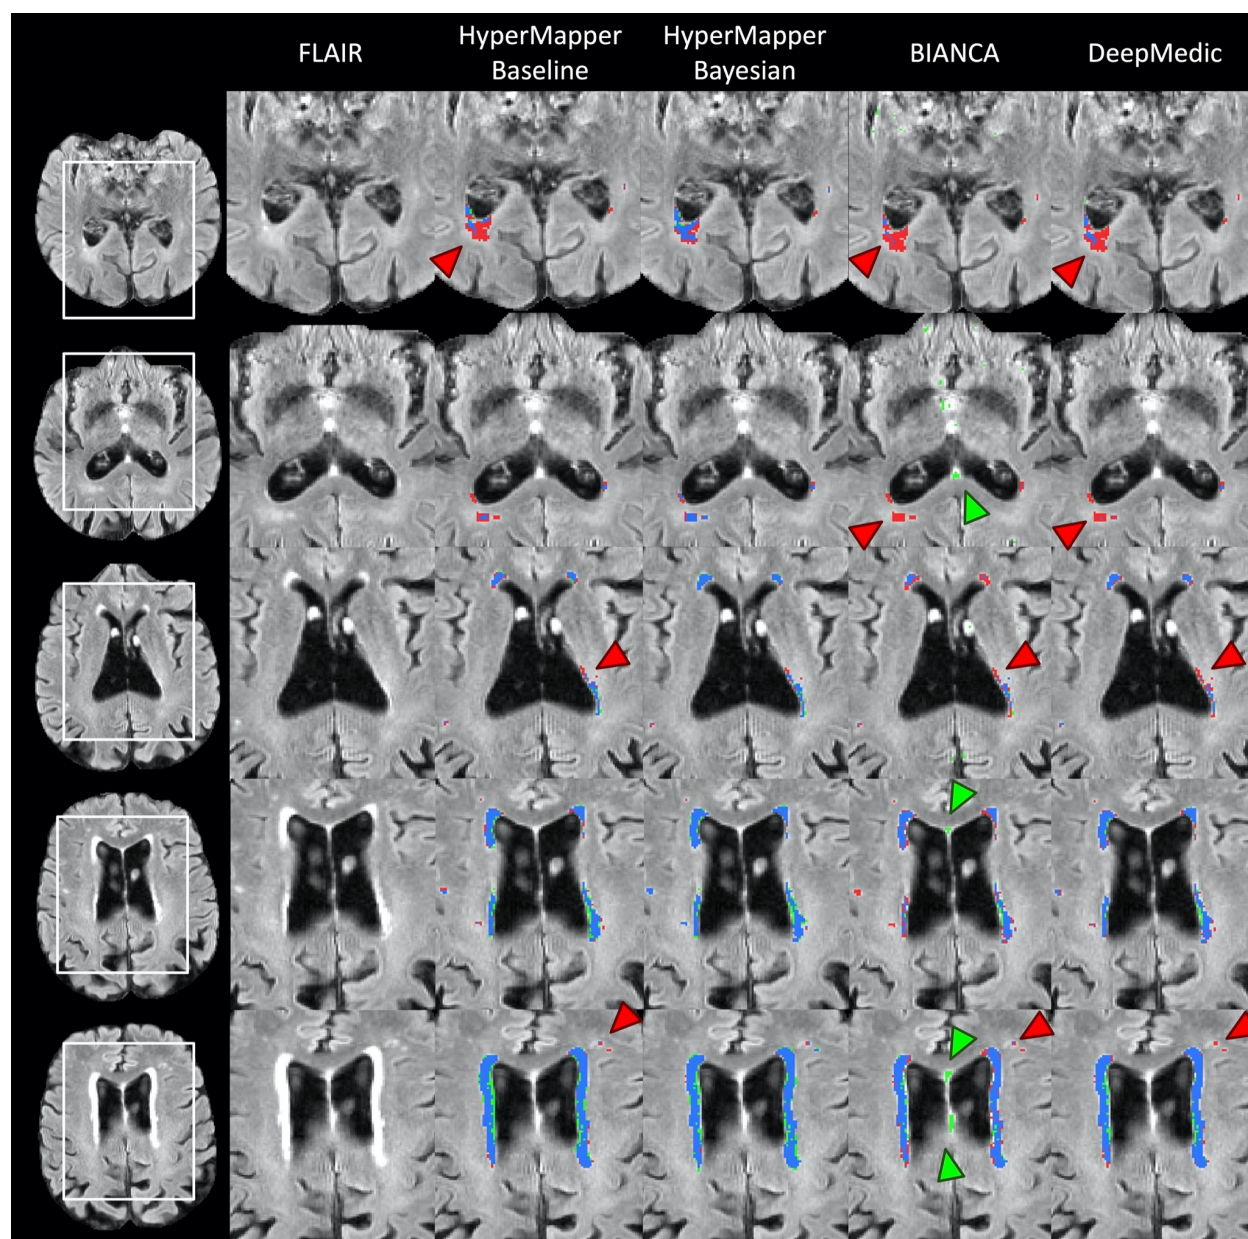 FLAIR
HyperMapper
Baseline
HyperMapper
Bayesian
BIANCA
DeepMedic